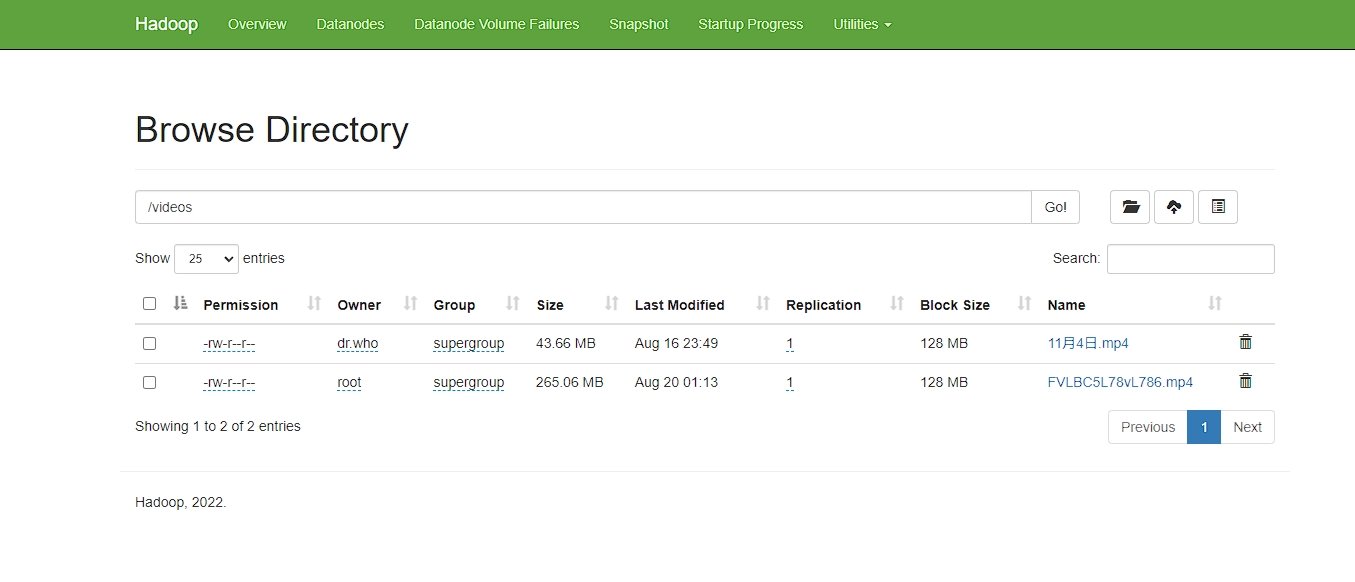 Hadoop Overview Datanodes Datanode Volume Failures Snapshot Startup Progress Utilities
Browse Directory
/videos Go!
Show 25 entries Search:
Permission Owner Group Size Last Modified Replication Block Size Name
-rw-r--r-- dr.who supergroup 43.66 MB Aug 16 23:49 1 128 MB 11月4日.mp4
-rw-r--r-- root supergroup 265.06 MB Aug 20 01:13 1 128 MB FVLBC5L78vL786.mp4
Showing 1 to 2 of 2 entries Previous 1 Next
Hadoop, 2022.